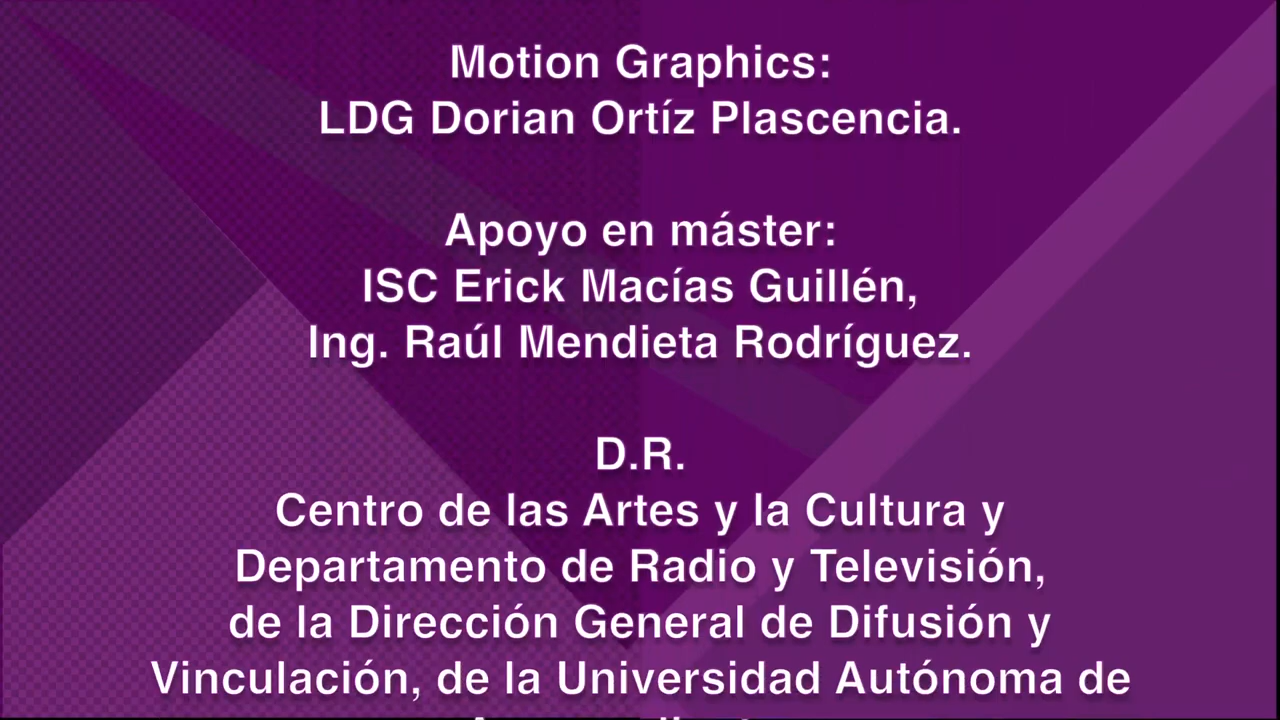 Motion Graphics:
LDG Dorian Ortíz Plascencia.
Apoyo en máster:
ISC Erick Macías Guillén,
Ing. Raúl Mendieta Rodríguez.
D.R.
Centro de las Artes y la Cultura y
Departamento de Radio y Televisión,
de la Dirección General de Difusión y
Vinculación, de la Universidad Autónoma de